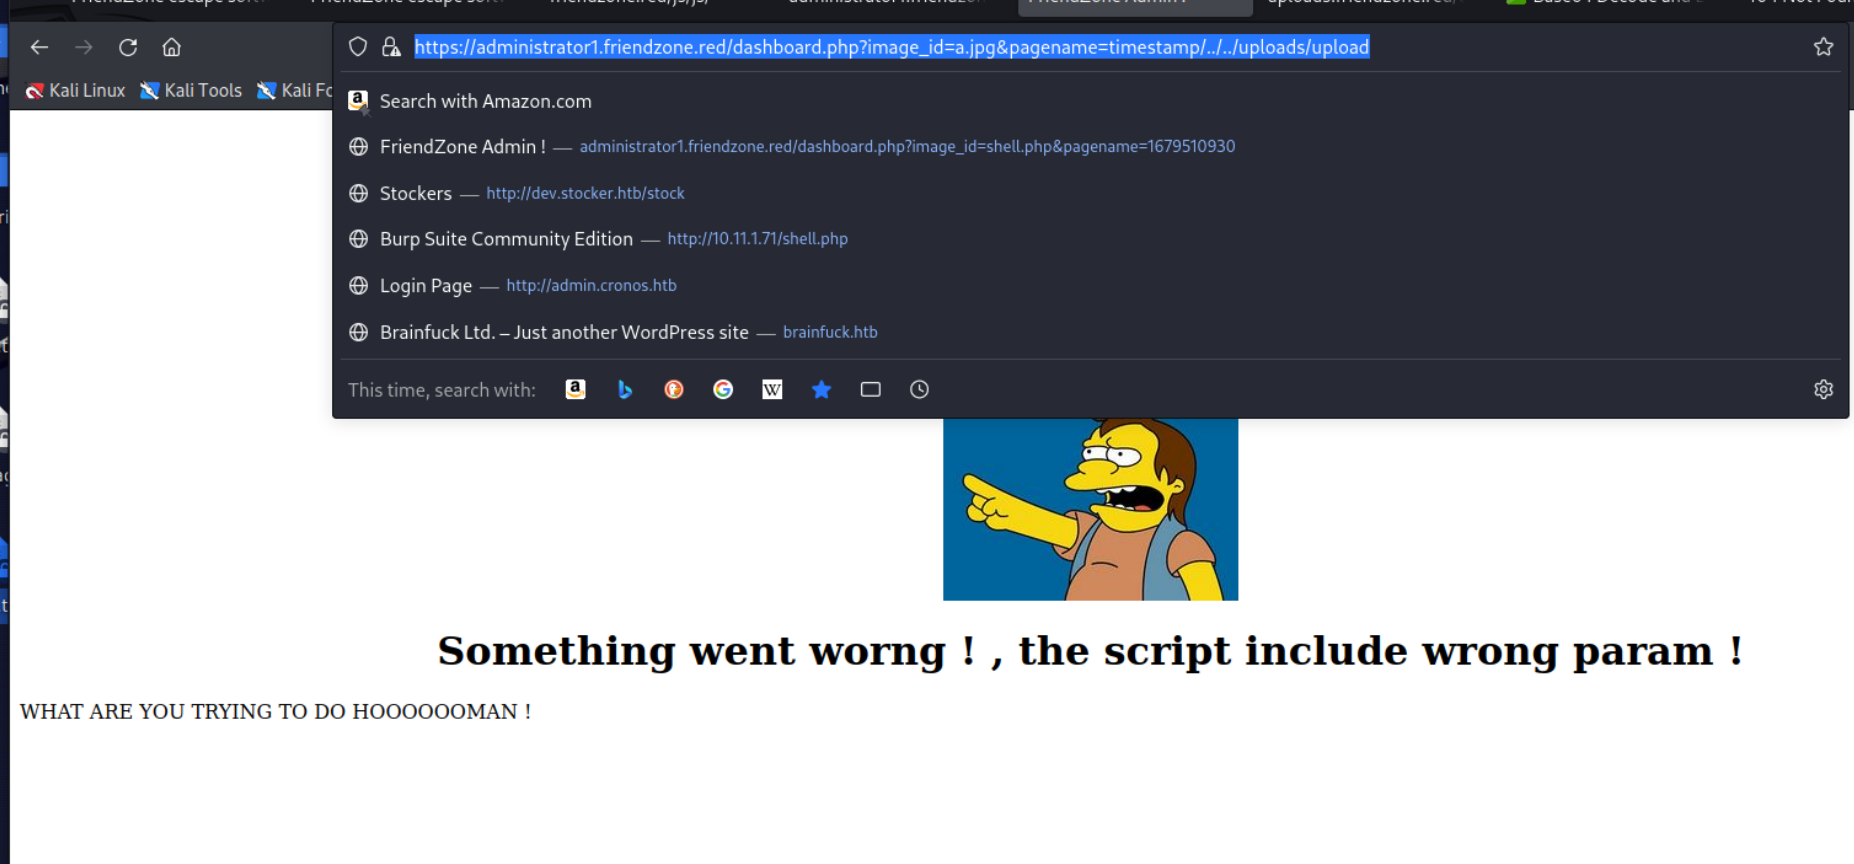 https://administrator1.friendzone.red/dashboard.php?image_id=a.jpg&pagename=timestamp/../../uploads/upload
Kali Linux Kali Tools Kali Fo
Search with Amazon.com
FriendZone Admin ! — administrator1.friendzone.red/dashboard.php?image_id=shell.php&pagename=1679510930
Stockers — http://dev.stocker.htb/stock
Burp Suite Community Edition — http://10.11.1.71/shell.php
Login Page — http://admin.cronos.htb
Brainfuck Ltd. – Just another WordPress site — brainfuck.htb
This time, search with:
Something went worng ! , the script include wrong param !
WHAT ARE YOU TRYING TO DO HOOOOOOMAN !